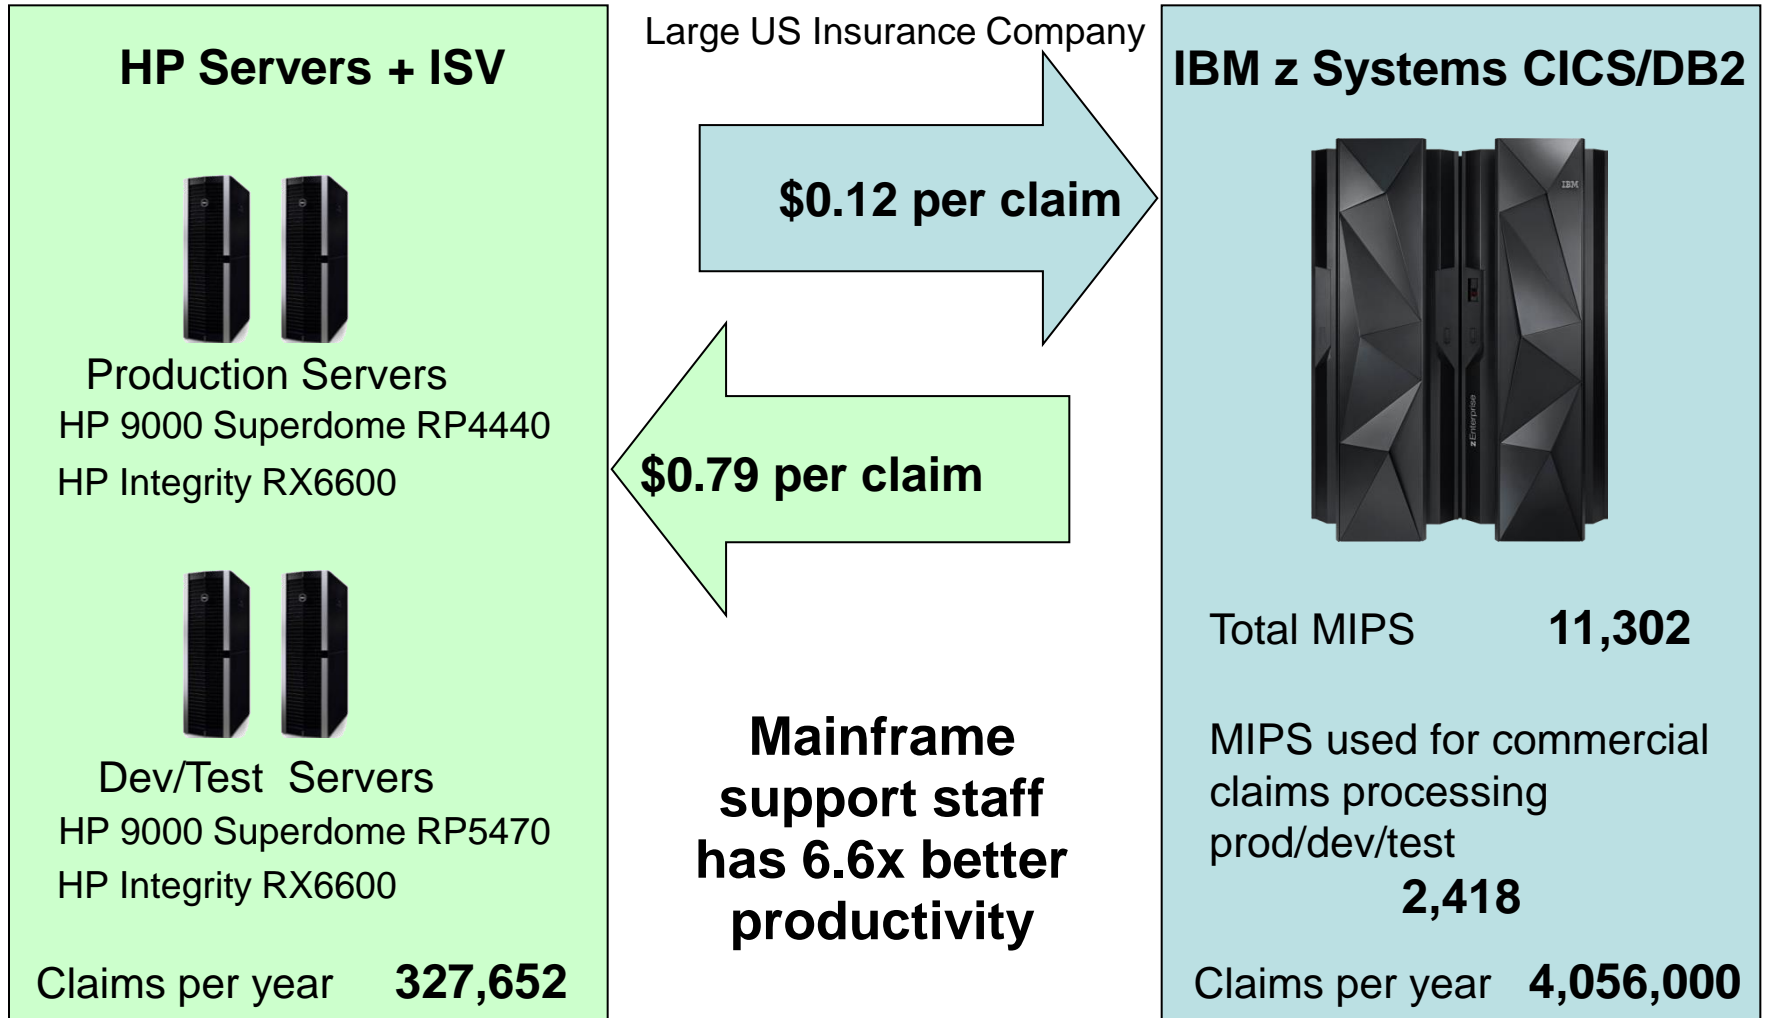 Large US Insurance Company
HP Servers + ISV
Production Servers
HP 9000 Superdome RP4440
HP Integrity RX6600
Dev/Test Servers
HP 9000 Superdome RP5470
HP Integrity RX6600
Claims per year 327,652
$0.12 per claim
$0.79 per claim
Mainframe
support staff
has 6.6x better
productivity
IBM z Systems CICS/DB2
IBM
zEnterprise
Total MIPS 11,302
MIPS used for commercial
claims processing
prod/dev/test
2,418
Claims per year 4,056,000